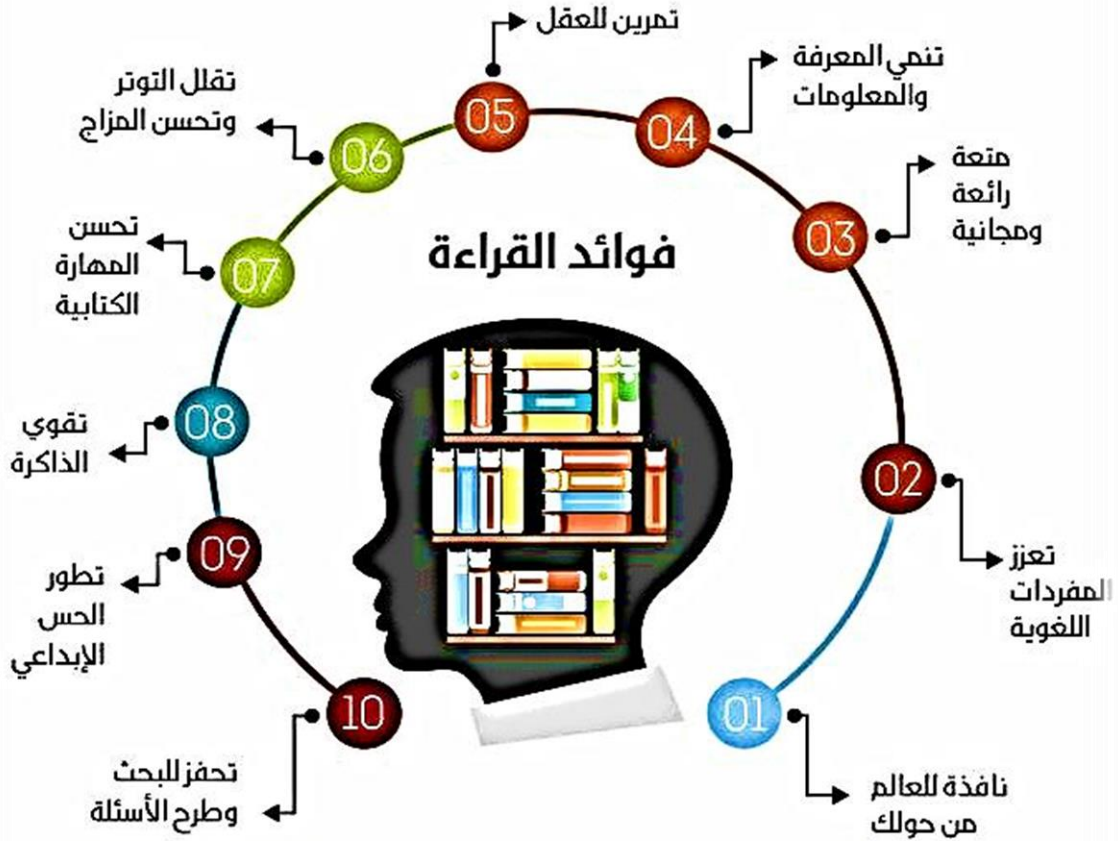 فوائد القراءة
01
نافذة للعالم
من حولك
02
تعزز
المفردات
اللغوية
03
متعة
رائعة
ومجانية
04
تنمي المعرفة
والمعلومات
05
تمرين للعقل
06
تقلل التوتر
وتحسن المزاج
07
تحسن
المهارة
الكتابية
08
تقوي
الذاكرة
09
تطور
الحس
الإبداعي
10
تحفز للبحث
وطرح الأسئلة